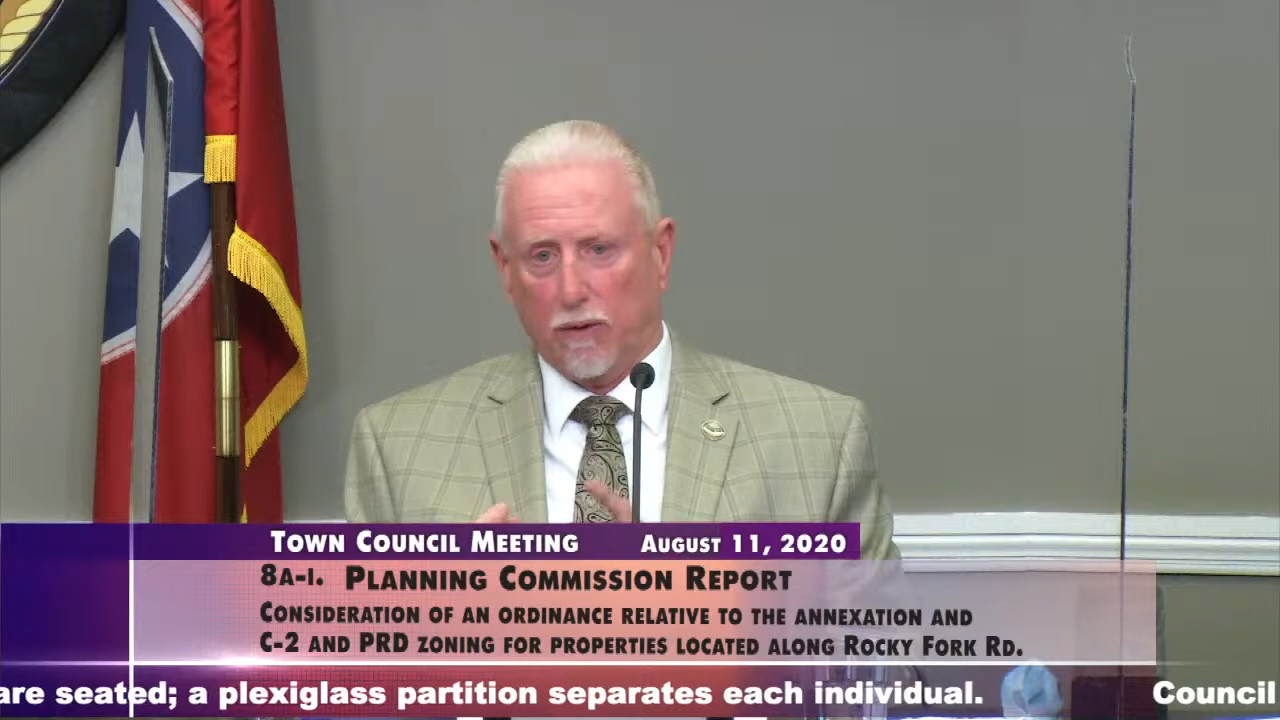 Town Council Meeting August 11, 2020
8A-I. Planning Commission Report
Consideration of an ordinance relative to the annexation and
C-2 and PRD zoning for properties located along Rocky Fork Rd.
are seated; a plexiglass partition separates each individual. Council